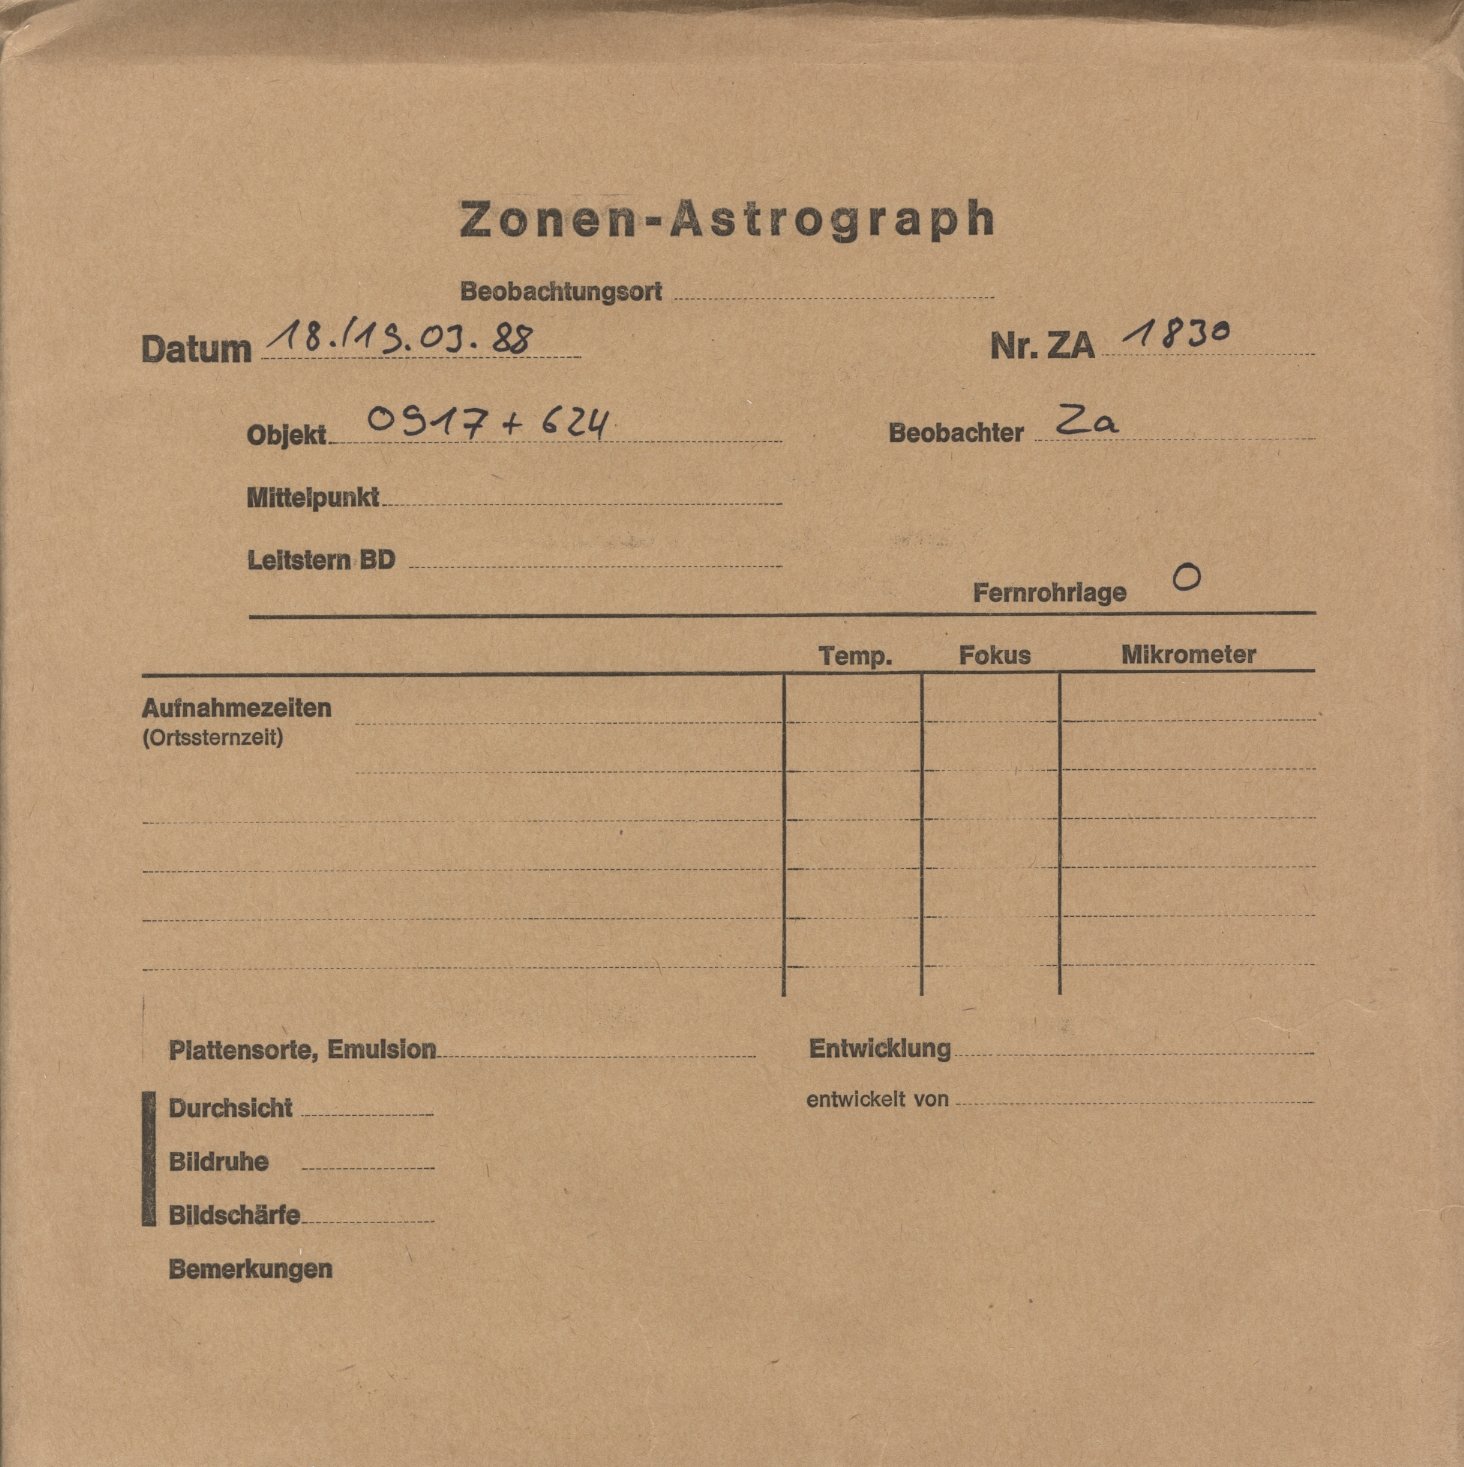 Zonen-Astrograph
Beobachtungsort
Datum 18./19.03.88
Nr. ZA 1830
Objekt 0917+624
Beobachter Za
Mittelpunkt
Leitstern BD
Fernrohrlage O
Temp. Fokus Mikrometer
Aufnahmezeiten
(Ortssternzeit)
Plattensorte, Emulsion
Entwicklung
Durchsicht
entwickelt von
Bildruhe
Bildschärfe
Bemerkungen